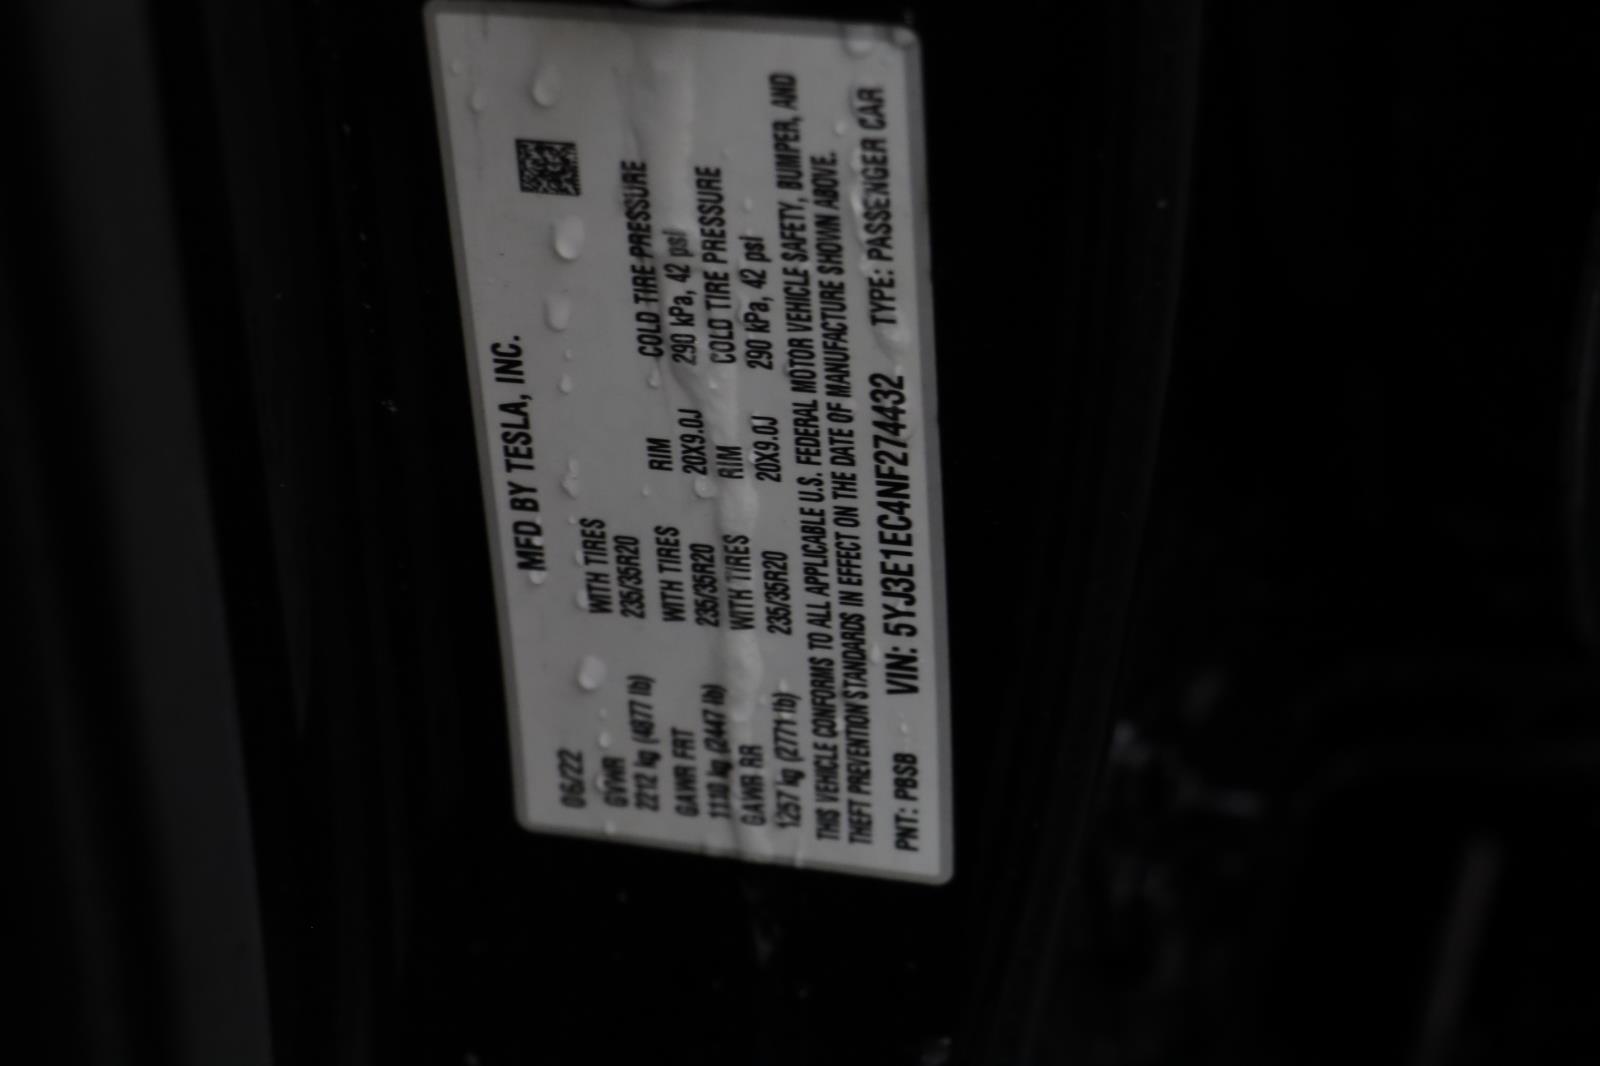 MFD BY TESLA, INC.
06/22
GVWR WITH TIRES RIM COLD TIRE PRESSURE
2212 kg (4877 lb) 235/35R20 20X9.0J 290 kPa, 42 psi
GAWR FRT WITH TIRES RIM COLD TIRE PRESSURE
1110 kg (2447 lb) 235/35R20 20X9.0J 290 kPa, 42 psi
GAWR RR WITH TIRES
1257 kg (2771 lb) 235/35R20
THIS VEHICLE CONFORMS TO ALL APPLICABLE U.S. FEDERAL MOTOR VEHICLE SAFETY, BUMPER, AND
THEFT PREVENTION STANDARDS IN EFFECT ON THE DATE OF MANUFACTURE SHOWN ABOVE.
PNT: PBSB VIN: 5YJ3E1EC4NF274432 TYPE: PASSENGER CAR